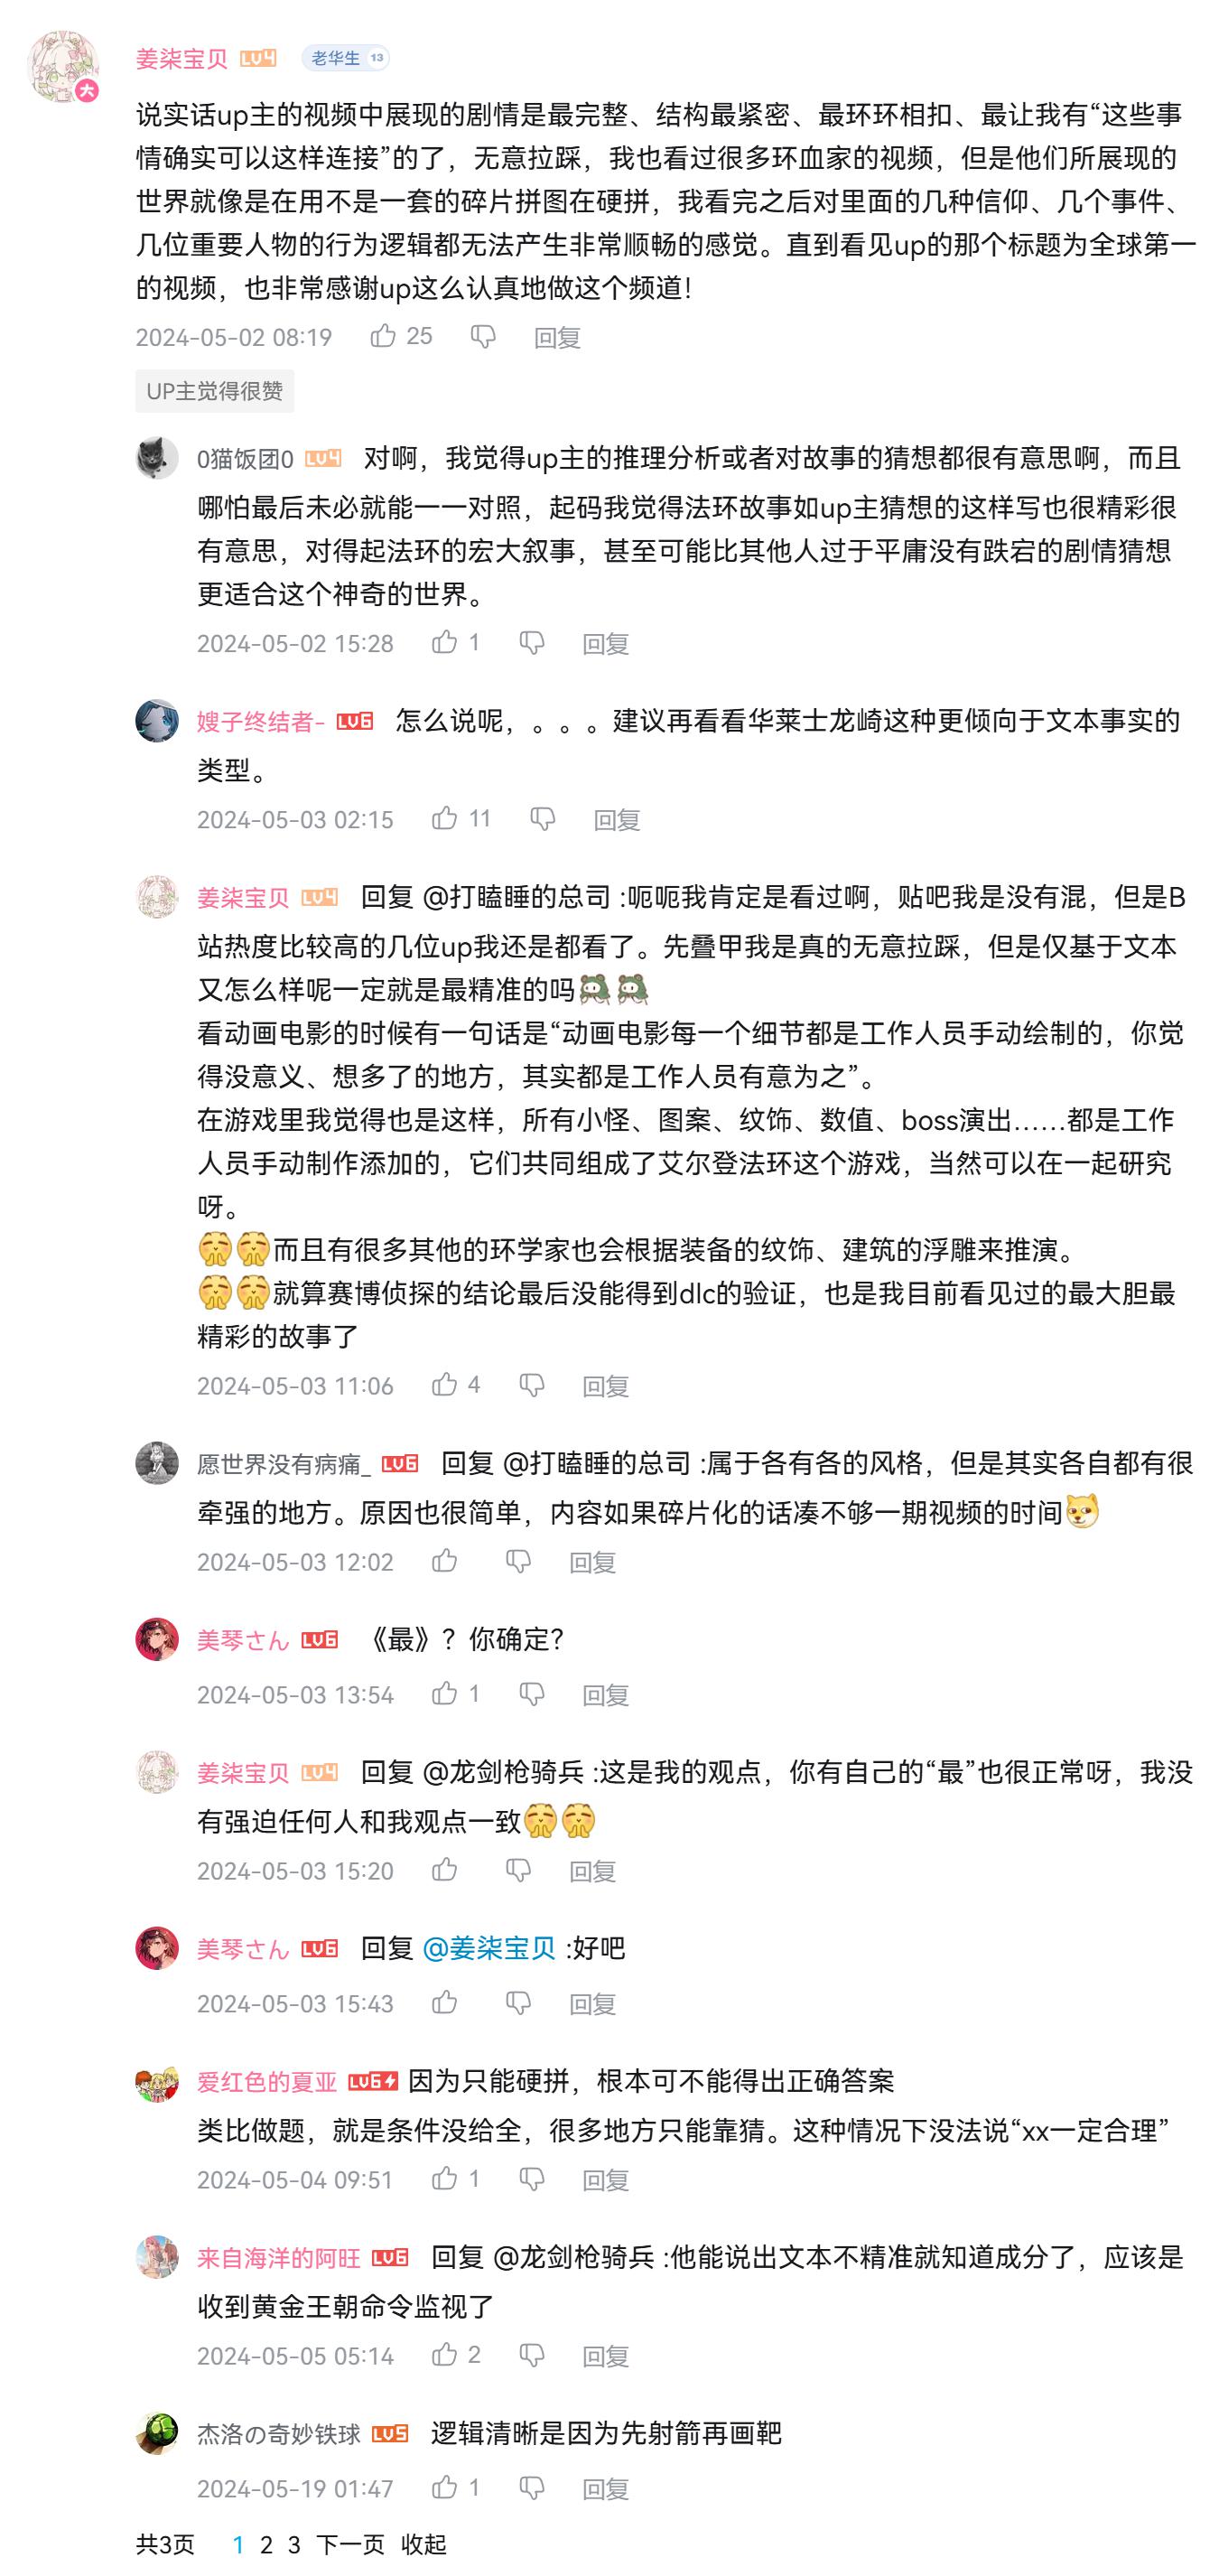 姜柒宝贝 LV4 老华生 13
大
说实话up主的视频中展现的剧情是最完整、结构最紧密、最环环相扣、最让我有“这些事
情确实可以这样连接”的了，无意拉踩，我也看过很多环血家的视频，但是他们所展现的
世界就像是在用不是一套的碎片拼图在硬拼，我看完之后对里面的几种信仰、几个事件、
几位重要人物的行为逻辑都无法产生非常顺畅的感觉。直到看见up的那个标题为全球第一
的视频，也非常感谢up这么认真地做这个频道！
2024-05-02 08:19 25 回复
UP主觉得很赞
0猫饭团0 LV4 对啊，我觉得up主的推理分析或者对故事的猜想都很有意思啊，而且
哪怕最后未必就能一一对照，起码我觉得法环故事如up主猜想的这样写也很精彩很
有意思，对得起法环的宏大叙事，甚至可能比其他人过于平庸没有跌宕的剧情猜想
更适合这个神奇的世界。
2024-05-02 15:28 1 回复
嫂子终结者- LV6 怎么说呢，。。。建议再看看华莱士龙崎这种更倾向于文本事实的
类型。
2024-05-03 02:15 11 回复
姜柒宝贝 LV4 回复 @打瞌睡的总司 :呃呃我肯定是看过啊，贴吧我是没有混，但是B
站热度比较高的几位up我还是都看了。先叠甲我是真的无意拉踩，但是仅基于文本
又怎么样呢一定就是最精准的吗
看动画电影的时候有一句话是“动画电影每一个细节都是工作人员手动绘制的，你觉
得没意义、想多了的地方，其实都是工作人员有意为之”。
在游戏里我觉得也是这样，所有小怪、图案、纹饰、数值、boss演出……都是工作
人员手动制作添加的，它们共同组成了艾尔登法环这个游戏，当然可以在一起研究
呀。
而且有很多其他的环学家也会根据装备的纹饰、建筑的浮雕来推演。
就算赛博侦探的结论最后没能得到dlc的验证，也是我目前看见过的最大胆最
精彩的故事了
2024-05-03 11:06 4 回复
愿世界没有病痛_ LV6 回复 @打瞌睡的总司 :属于各有各的风格，但是其实各自都有很
牵强的地方。原因也很简单，内容如果碎片化的话凑不够一期视频的时间
2024-05-03 12:02 回复
美琴さん LV6 《最》？你确定？
2024-05-03 13:54 1 回复
姜柒宝贝 LV4 回复 @龙剑枪骑兵 :这是我的观点，你有自己的“最”也很正常呀，我没
有强迫任何人和我观点一致
2024-05-03 15:20 回复
美琴さん LV6 回复 @姜柒宝贝 :好吧
2024-05-03 15:43 回复
爱红色的夏亚 LV6 因为只能硬拼，根本可不能得出正确答案
类比做题，就是条件没给全，很多地方只能靠猜。这种情况下没法说“xx一定合理”
2024-05-04 09:51 1 回复
来自海洋的阿旺 LV6 回复 @龙剑枪骑兵 :他能说出文本不精准就知道成分了，应该是
收到黄金王朝命令监视了
2024-05-05 05:14 2 回复
杰洛の奇妙铁球 LV5 逻辑清晰是因为先射箭再画靶
2024-05-19 01:47 1 回复
共3页 1 2 3 下一页 收起